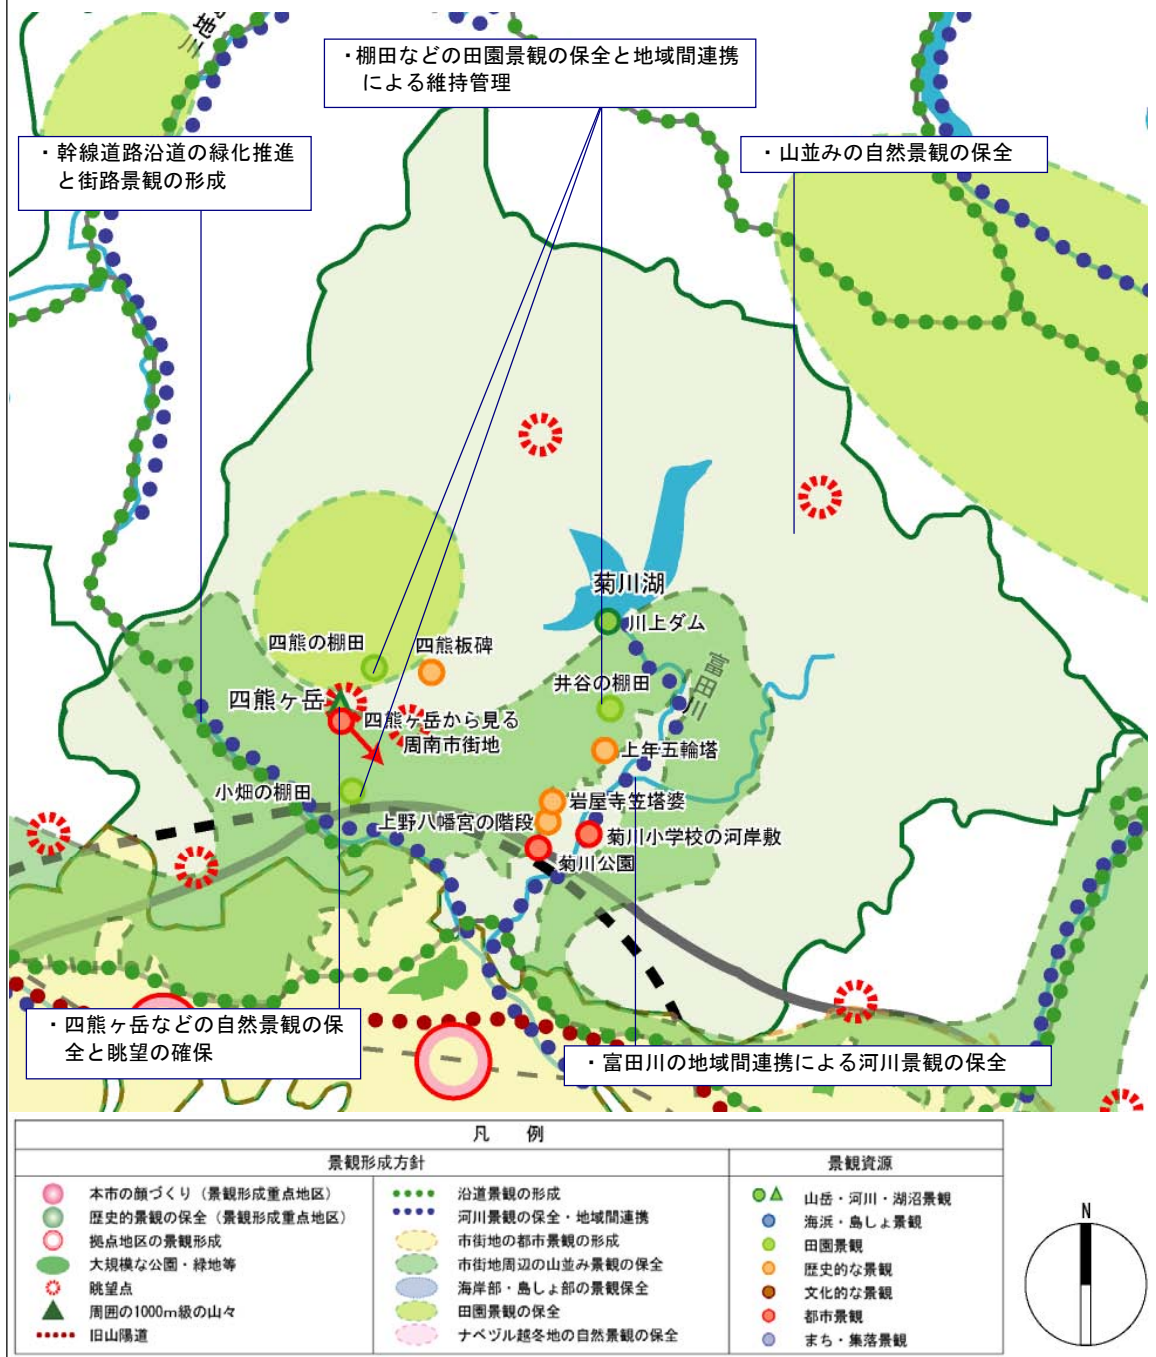 地川
・棚田などの田園景観の保全と地域間連携
による維持管理
・幹線道路沿道の緑化推進
と街路景観の形成
・山並みの自然景観の保全
菊川湖
川上ダム
四熊の棚田
四熊板碑
富田川
井谷の棚田
四熊ヶ岳
四熊ヶ岳から見る
周南市街地
上年五輪塔
小畑の棚田
岩屋寺笠塔婆
上野八幡宮の階段
菊川小学校の河岸敷
菊川公園
・四熊ヶ岳などの自然景観の保
全と眺望の確保
・富田川の地域間連携による河川景観の保全
凡　例
景観形成方針
景観資源
本市の顔づくり（景観形成重点地区）
歴史的景観の保全（景観形成重点地区）
拠点地区の景観形成
大規模な公園・緑地等
眺望点
周囲の1000m級の山々
旧山陽道
沿道景観の形成
河川景観の保全・地域間連携
市街地の都市景観の形成
市街地周辺の山並み景観の保全
海岸部・島しょ部の景観保全
田園景観の保全
ナベヅル越冬地の自然景観の保全
山岳・河川・湖沼景観
海浜・島しょ景観
田園景観
歴史的な景観
文化的な景観
都市景観
まち・集落景観
N